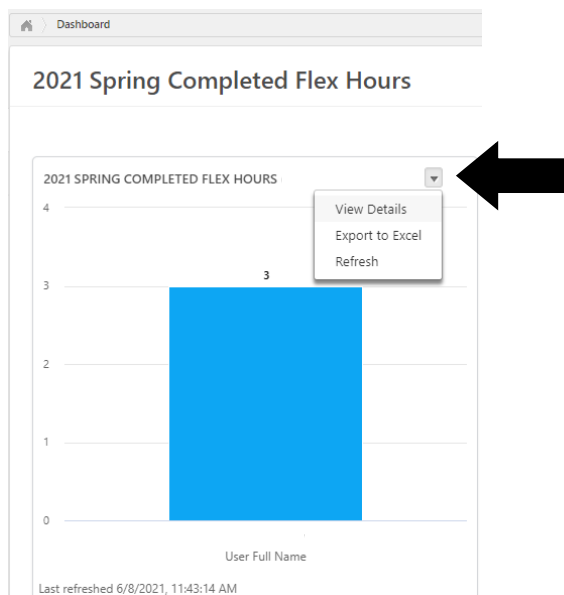 Dashboard
2021 Spring Completed Flex Hours
2021 SPRING COMPLETED FLEX HOURS
View Details
Export to Excel
Refresh
4
3
3
2
1
0
User Full Name
Last refreshed 6/8/2021, 11:43:14 AM